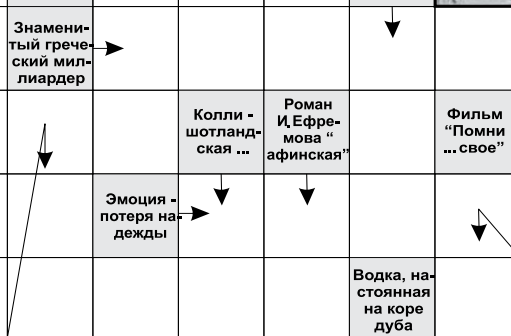 Знамени-
тый грече-
ский мил-
лиардер
Колли -
шотланд-
ская ...
Роман
И.Ефре-
мова “
афинская”
Фильм
“Помни
...свое”
Эмоция -
потеря на-
дежды
Водка, на-
стоянная
на коре
дуба